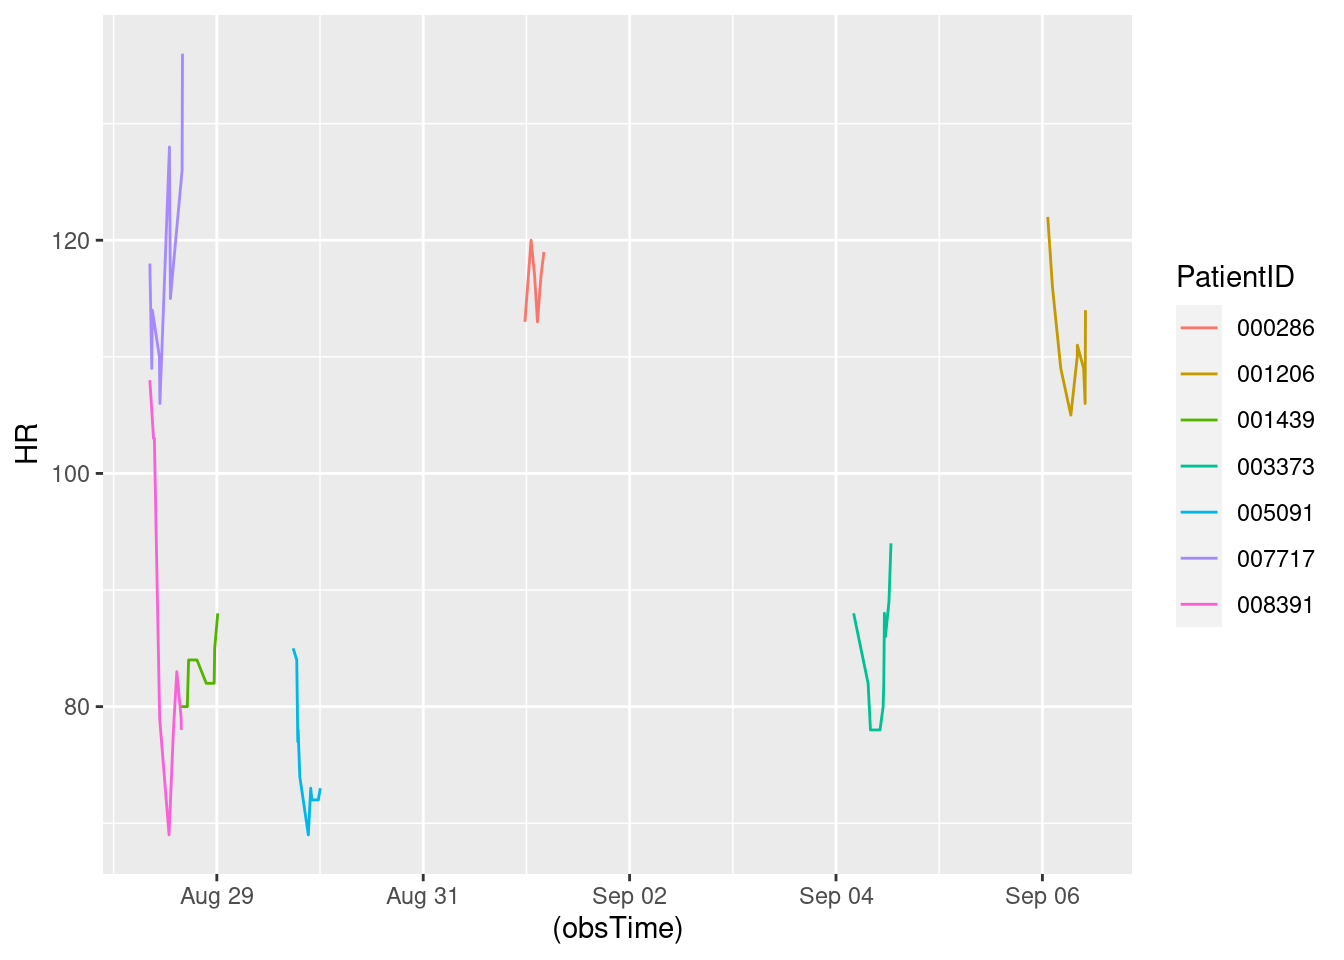 HR
120
100
80
Aug 29
Aug 31
Sep 02
Sep 04
Sep 06
(obsTime)
PatientID
000286
001206
001439
003373
005091
007717
008391